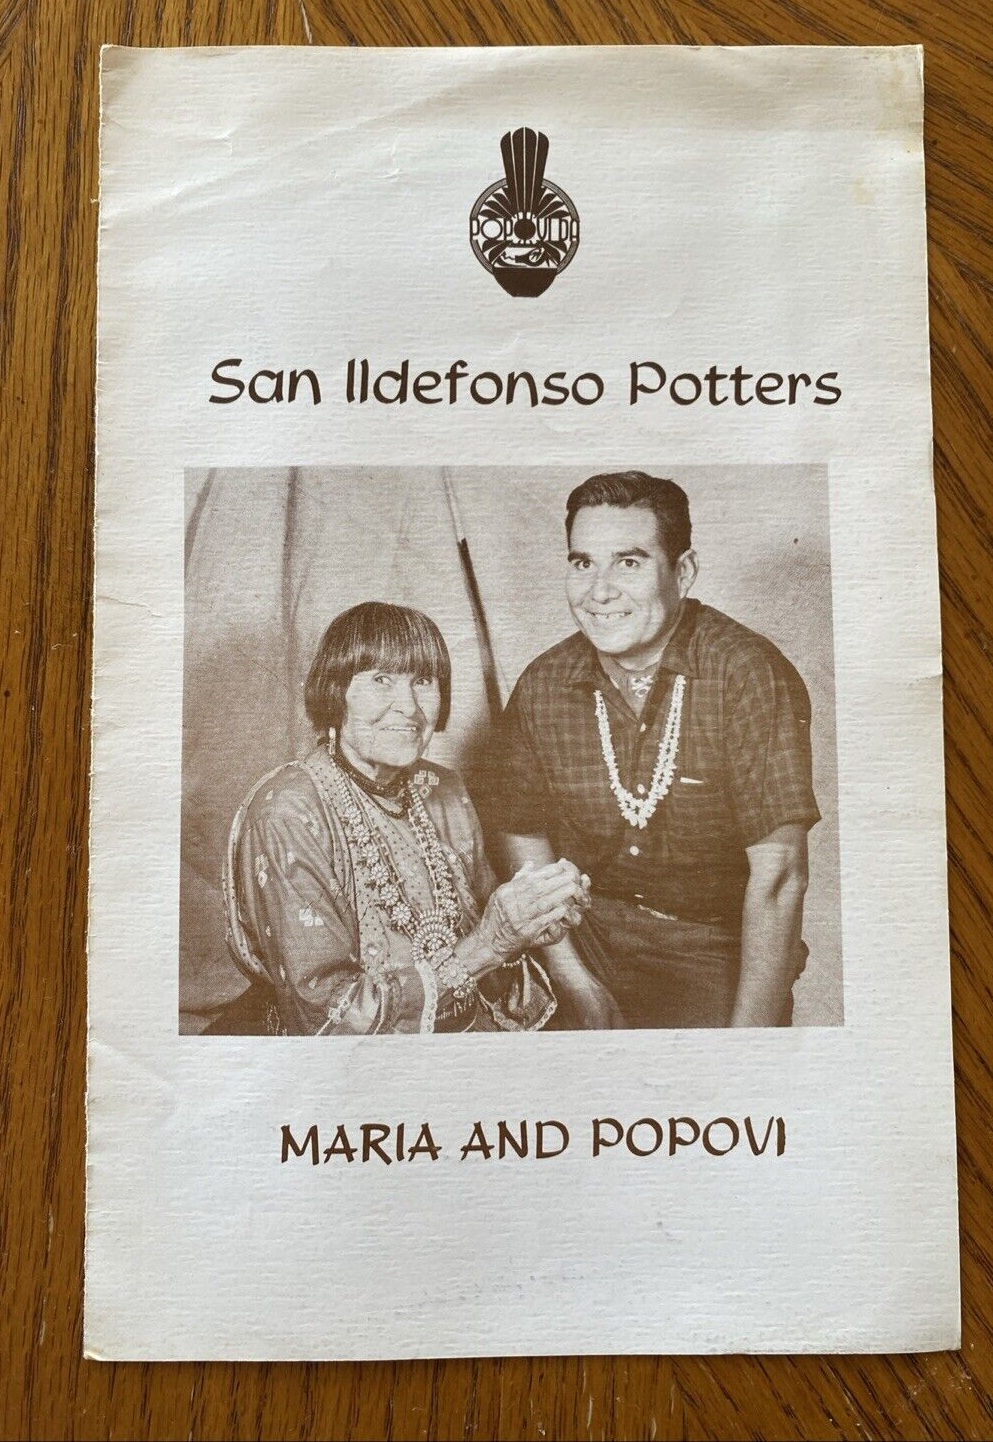 POPOVI DA
San Ildefonso Potters
MARIA AND POPOVI